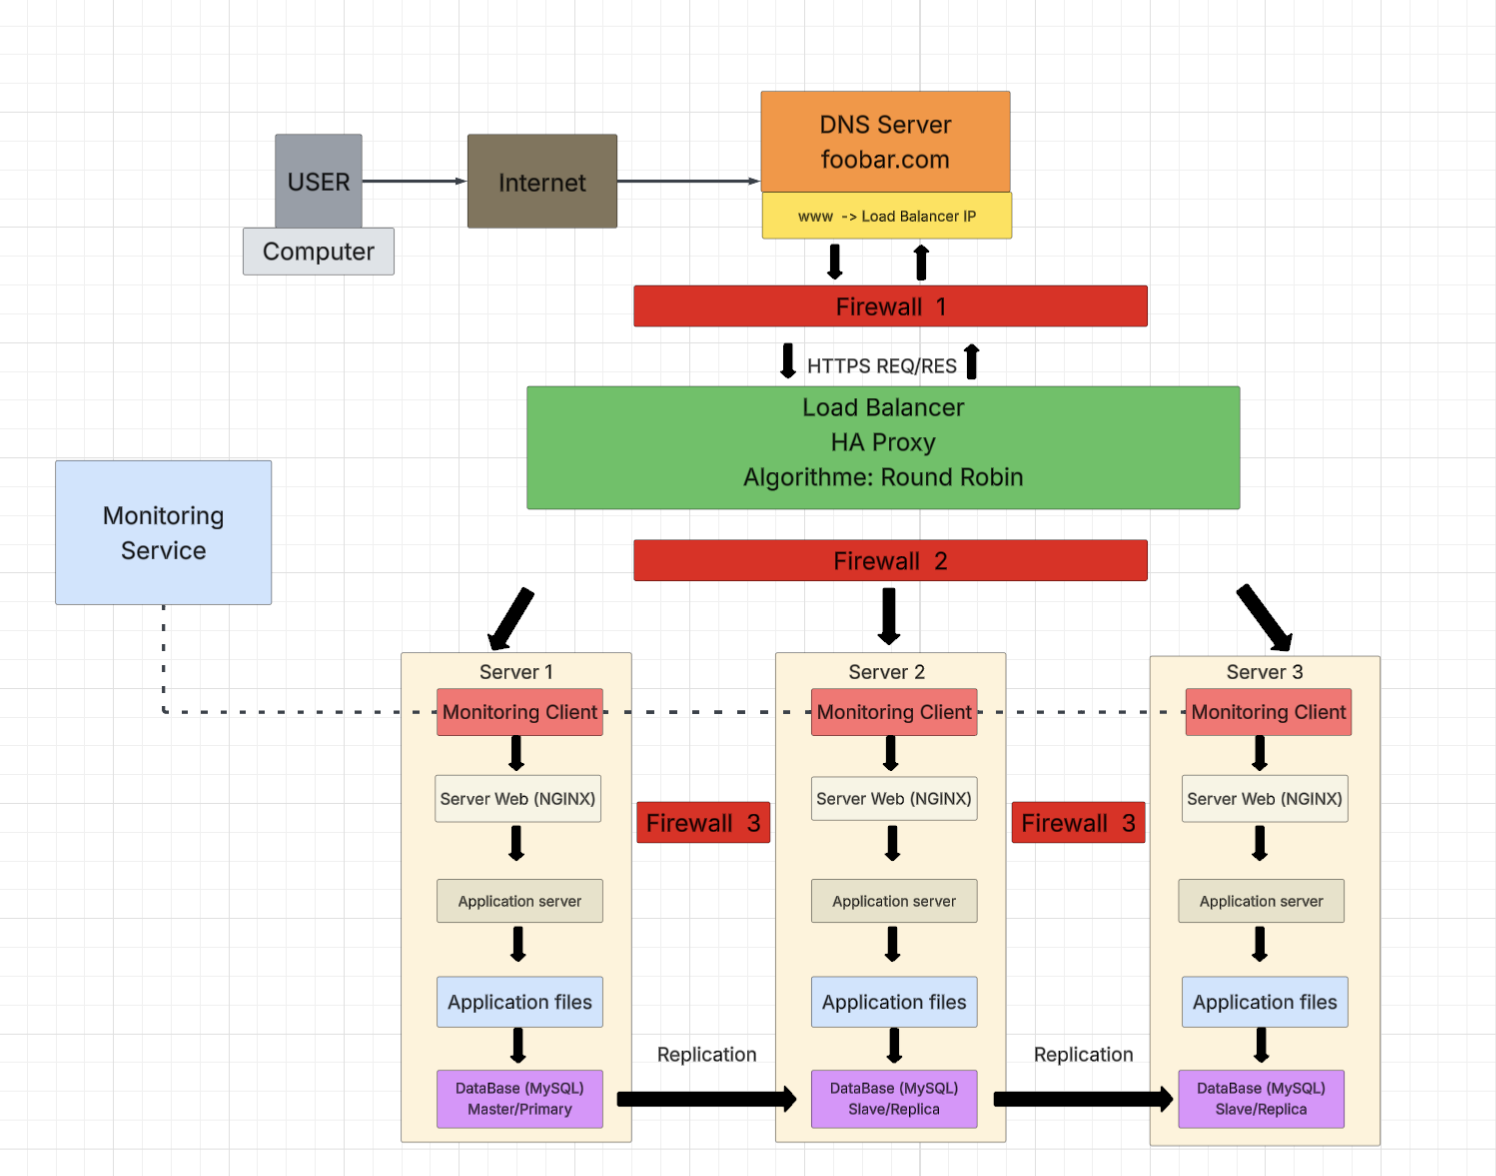 DNS Server
foobar.com
USER
Internet
www -> Load Balancer IP
Computer
Firewall 1
HTTPS REQ/RES
Load Balancer
HA Proxy
Algorithme: Round Robin
Monitoring
Service
Firewall 2
Server 1
Server 2
Server 3
Monitoring Client
Monitoring Client
Monitoring Client
Server Web (NGINX)
Server Web (NGINX)
Server Web (NGINX)
Firewall 3
Firewall 3
Application server
Application server
Application server
Application files
Application files
Application files
Replication
Replication
DataBase (MySQL)
Master/Primary
DataBase (MySQL)
Slave/Replica
DataBase (MySQL)
Slave/Replica